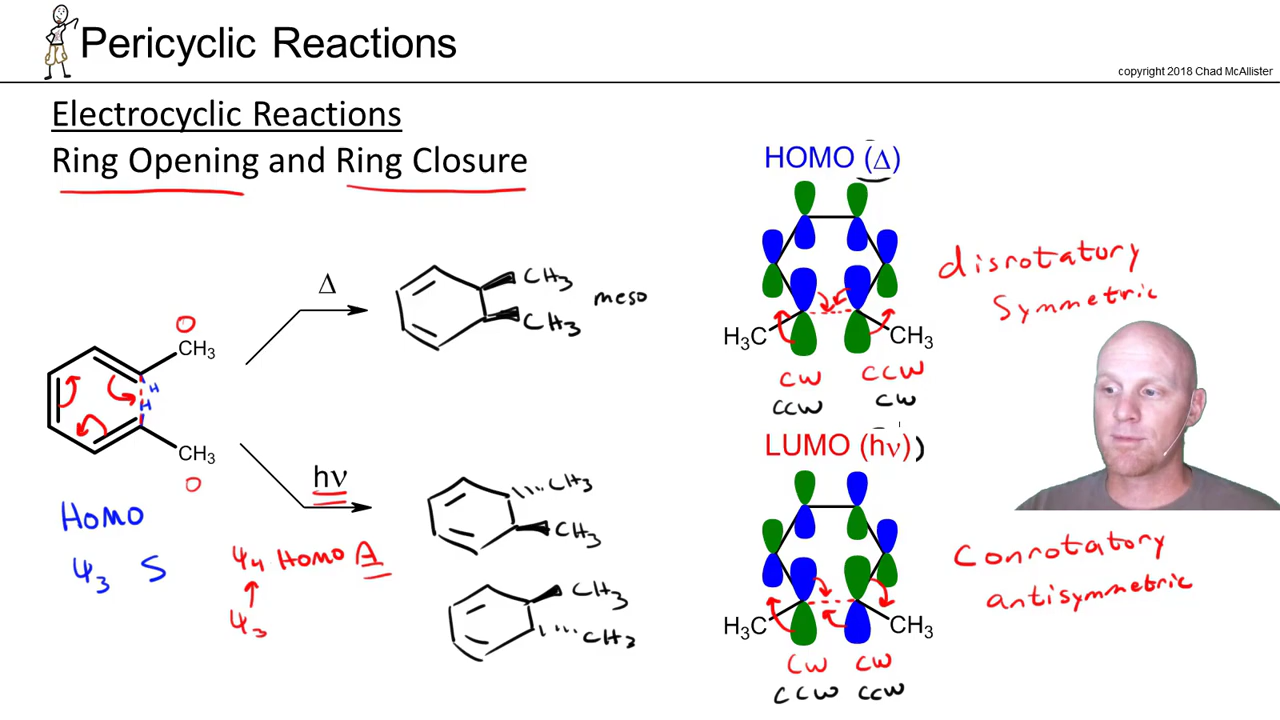 Pericyclic Reactions
copyright 2018 Chad McAllister
Electrocyclic Reactions
Ring Opening and Ring Closure
Δ
CH3
CH3
meso
O
CH3
H
H
CH3
O
hν
CH3
CH3
CH3
CH3
HOMO
ψ3 S
ψ4 HOMO A
ψ3
HOMO (Δ)
H3C
CH3
CW CCW
CCW CW
disrotatory
Symmetric
LUMO (hν)
H3C
CH3
CW CW
CCW CCW
Conrotatory
antisymmetric